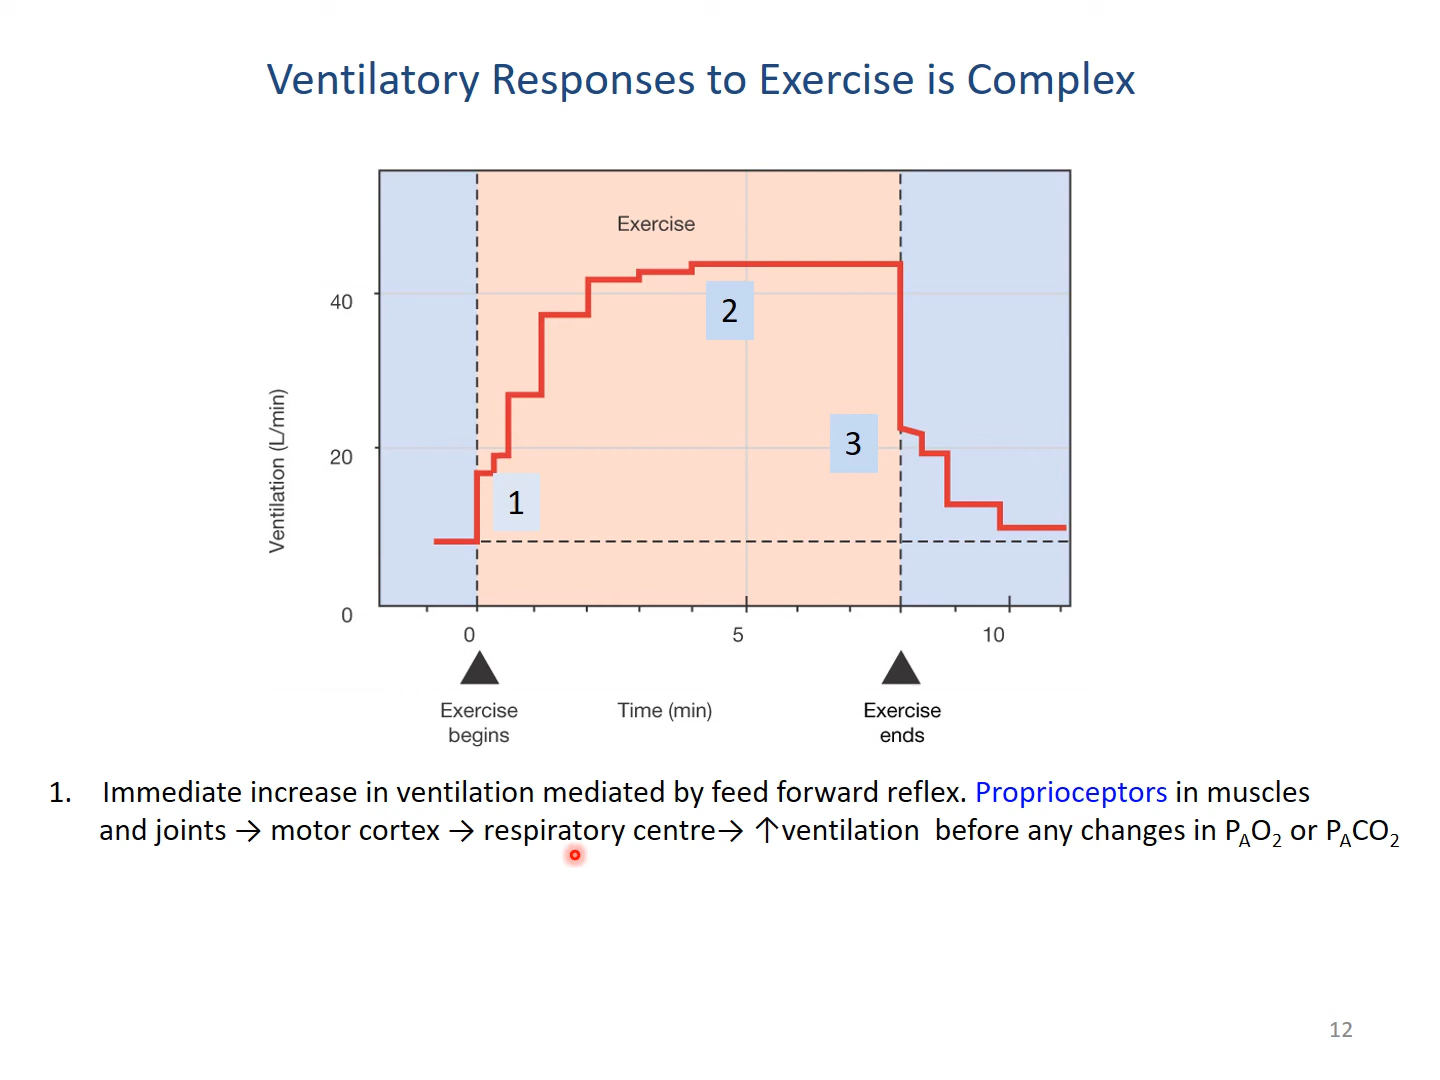 Ventilatory Responses to Exercise is Complex
Exercise
40
20
0
Ventilation (L/min)
1
2
3
0
5
10
Exercise
begins
Time (min)
Exercise
ends
1. Immediate increase in ventilation mediated by feed forward reflex. Proprioceptors in muscles
and joints → motor cortex → respiratory centre→ ↑ventilation before any changes in PAO2 or PACO2
12